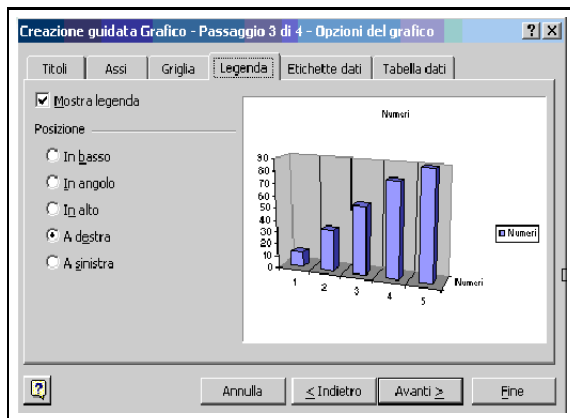 Creazione guidata Grafico - Passaggio 3 di 4 - Opzioni del grafico
Titoli Assi Griglia Legenda Etichette dati Tabella dati
Mostra legenda
Posizione
In basso
In angolo
In alto
A destra
A sinistra
Numeri
90
80
70
60
50
40
30
20
10
0
1 2 3 4 5
Numeri
Numeri
Annulla < Indietro Avanti > Fine